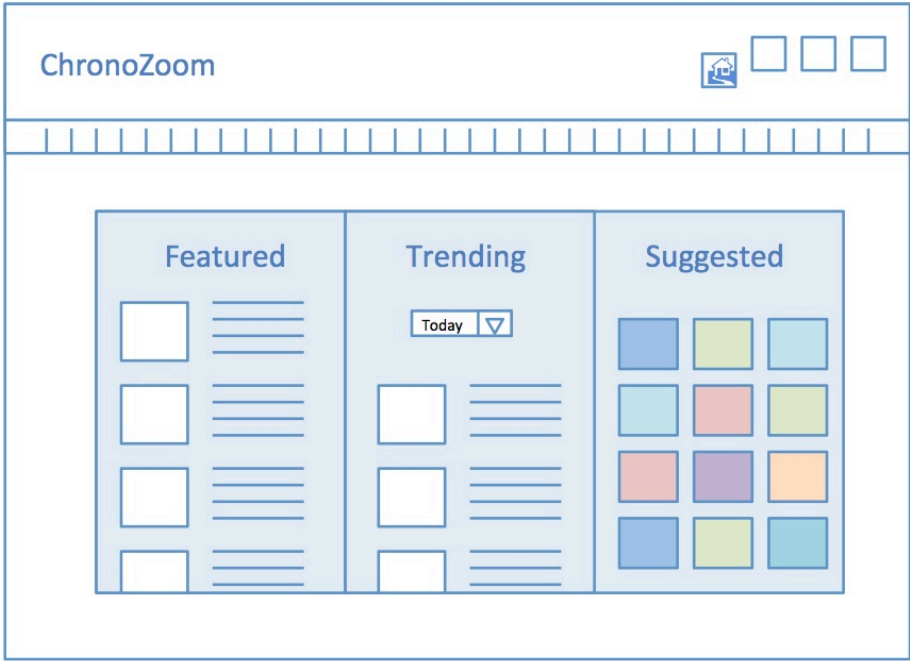 ChronoZoom
Featured
Trending
Suggested
Today